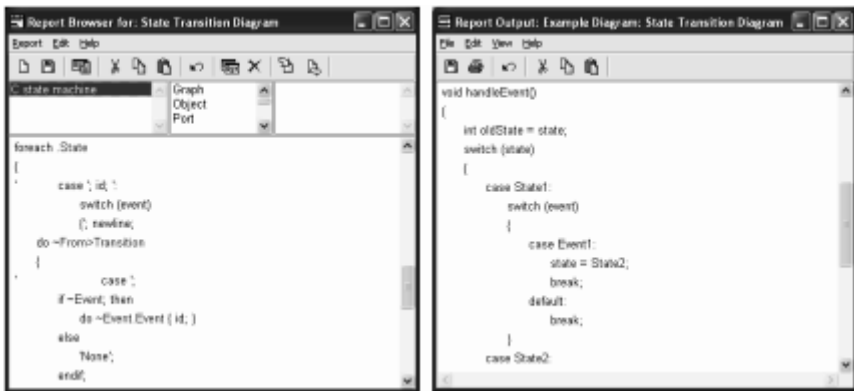 Report Browser for: State Transition Diagram
Report Edit Help
C state machine
Graph
Object
Port
foreach .State
{
' case '; id; ':
switch (event)
{'; newline;
do ~From>Transition
{
' case ';
if ~Event; then
do ~Event.Event { id; }
else
'None';
endif;
Report Output: Example Diagram: State Transition Diagram
File Edit View Help
void handleEvent()
{
int oldState = state;
switch (state)
{
case State1:
switch (event)
{
case Event1:
state = State2;
break;
default:
break;
}
case State2: